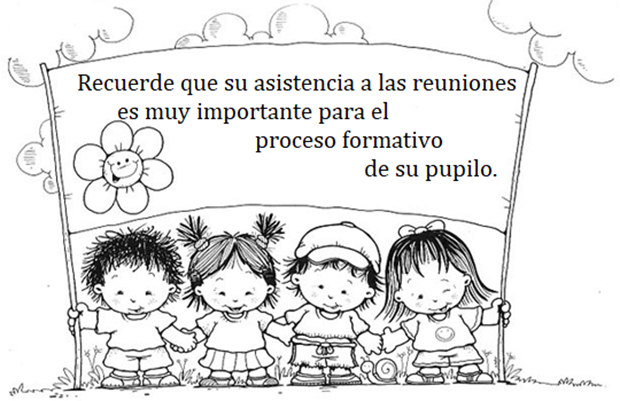 Recuerde que su asistencia a las reuniones
es muy importante para el
proceso formativo
de su pupilo.